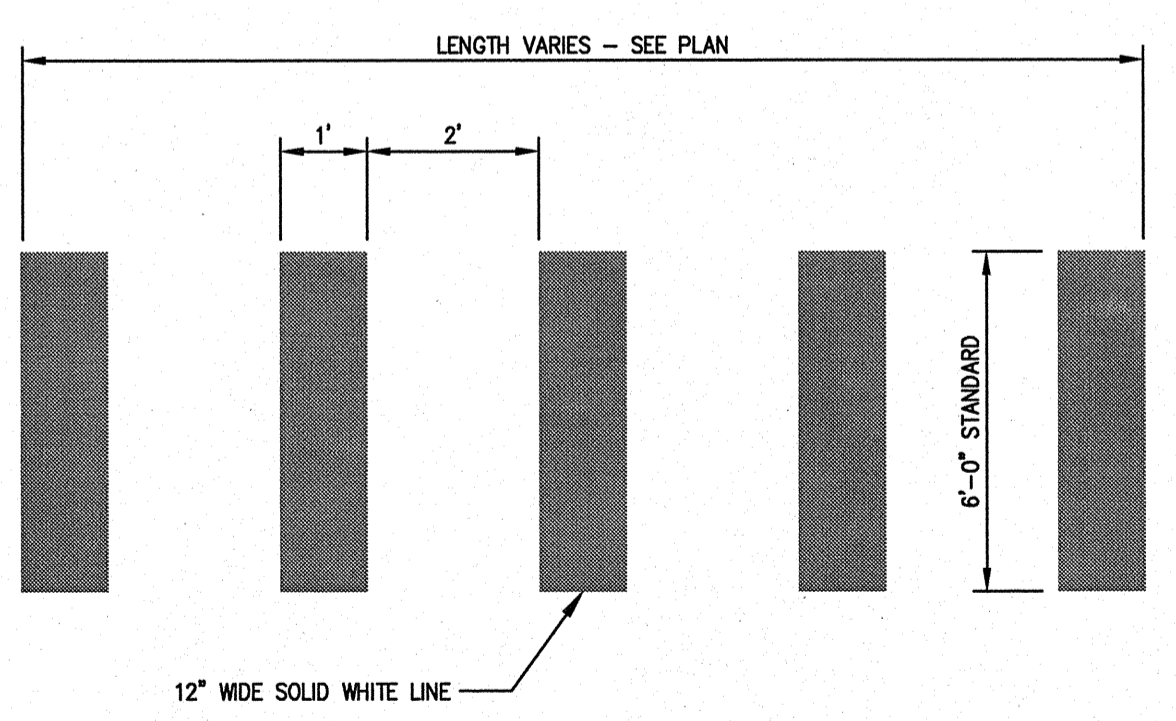 LENGTH VARIES – SEE PLAN
1'
2'
6'-0" STANDARD
12" WIDE SOLID WHITE LINE